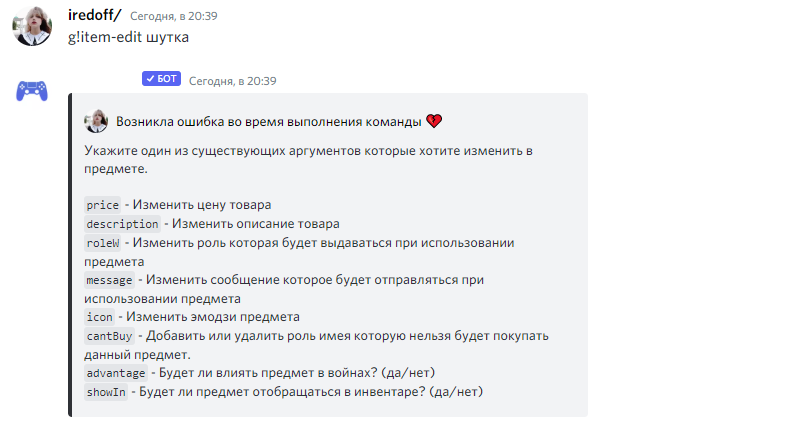 iredoff/ Сегодня, в 20:39
g!item-edit шутка
БОТ Сегодня, в 20:39
Возникла ошибка во время выполнения команды
Укажите один из существующих аргументов которые хотите изменить в
предмете.
price - Изменить цену товара
description - Изменить описание товара
roleW - Изменить роль которая будет выдаваться при использовании
предмета
message - Изменить сообщение которое будет отправляться при
использовании предмета
icon - Изменить эмодзи предмета
cantBuy - Добавить или удалить роль имея которую нельзя будет покупать
данный предмет.
advantage - Будет ли влиять предмет в войнах? (да/нет)
showIn - Будет ли предмет отобращаться в инвентаре? (да/нет)